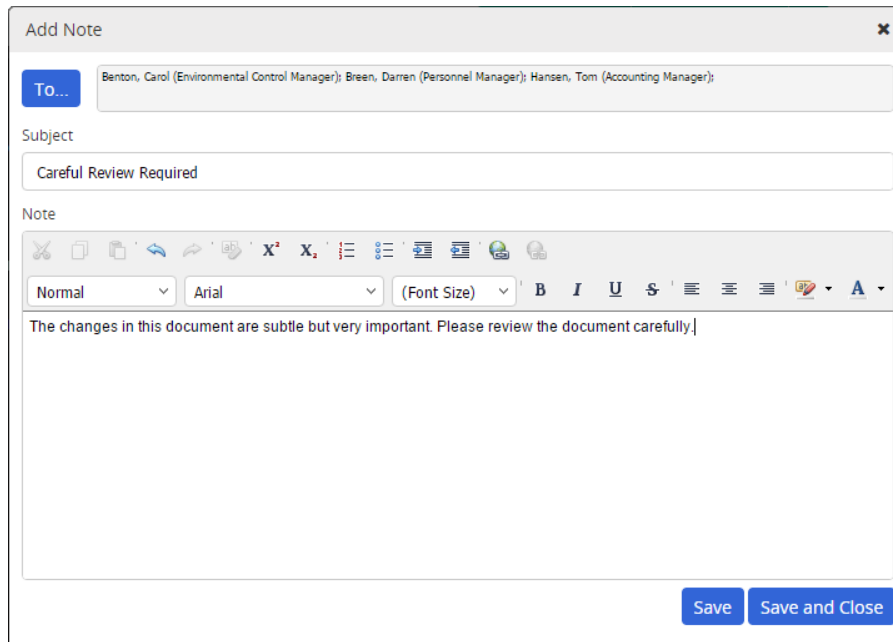 Add Note
To...
Benton, Carol (Environmental Control Manager); Breen, Darren (Personnel Manager); Hansen, Tom (Accounting Manager);
Subject
Careful Review Required
Note
X² X₂
Normal Arial (Font Size) B I U S A
The changes in this document are subtle but very important. Please review the document carefully.
Save Save and Close